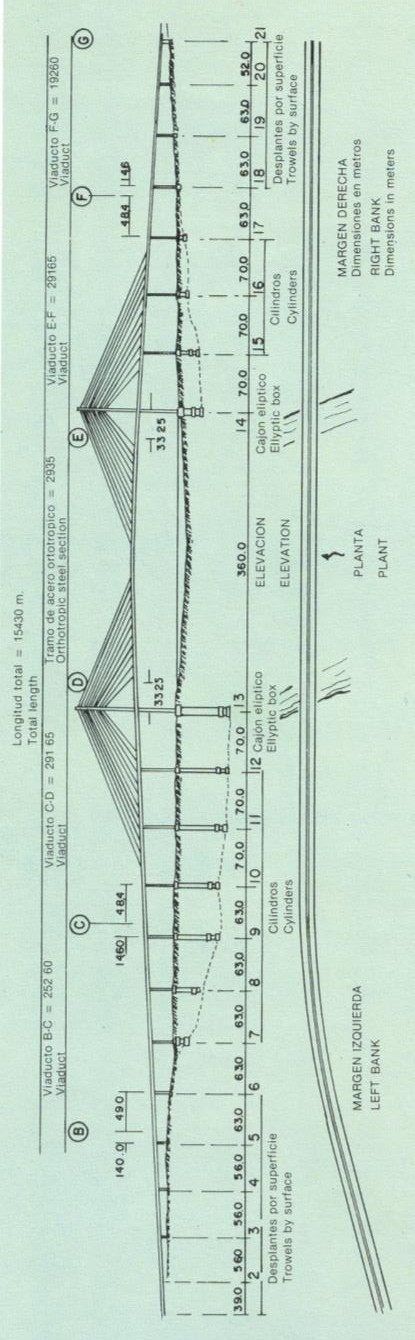 Longitud total = 15430 m.
Total length
Viaducto B-C = 252 60
Viaduct
Viaducto C-D = 291 65
Viaduct
Tramo de acero ortotropico = 2935
Orthotropic steel section
Viaducto E-F = 29165
Viaduct
Viaducto F-G = 19260
Viaduct
B
C
D
E
F
G
140.0
49.0
1460
48.4
33 25
33 25
48.4
14.6
39.0 56.0 56.0 56.0 63.0 63.0 63.0 63.0 63.0 70.0 70.0 70.0 360.0 70.0 70.0 70.0 63.0 63.0 63.0 52.0
2 3 4 5 6 7 8 9 10 11 12 13 14 15 16 17 18 19 20 21
Desplantes por superficie
Trowels by surface
Cilindros
Cylinders
Cajón eliptico
Ellyptic box
ELEVACION
ELEVATION
Cajon eliptico
Ellyptic box
Cilindros
Cylinders
Desplantes por superficie
Trowels by surface
MARGEN IZQUIERDA
LEFT BANK
PLANTA
PLANT
MARGEN DERECHA
Dimensiones en metros
RIGHT BANK
Dimensions in meters